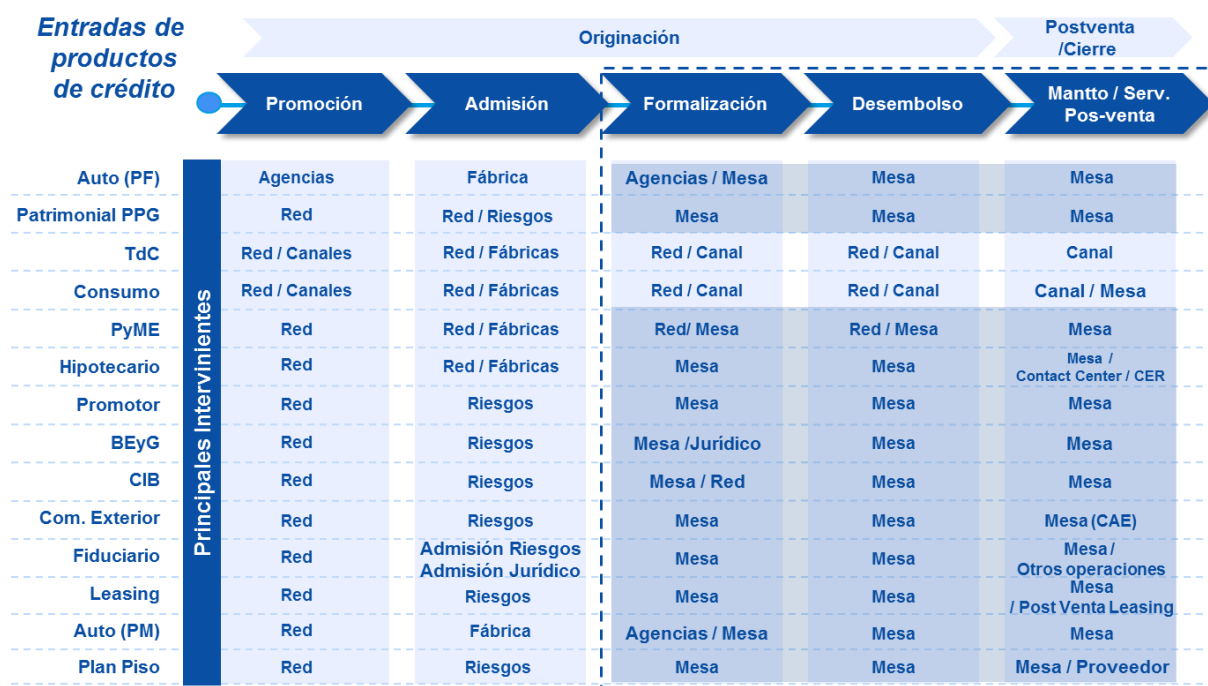 Entradas de
productos
de crédito
Originación
Postventa
/Cierre
Promoción
Admisión
Formalización
Desembolso
Mantto / Serv.
Pos-venta
Principales Intervinientes
Auto (PF) Agencias Fábrica Agencias / Mesa Mesa Mesa
Patrimonial PPG Red Red / Riesgos Mesa Mesa Mesa
TdC Red / Canales Red / Fábricas Red / Canal Red / Canal Canal
Consumo Red / Canales Red / Fábricas Red / Canal Red / Canal Canal / Mesa
PyME Red Red / Fábricas Red/ Mesa Red / Mesa Mesa
Hipotecario Red Red / Fábricas Mesa Mesa Mesa /
Contact Center / CER
Promotor Red Riesgos Mesa Mesa Mesa
BEyG Red Riesgos Mesa /Jurídico Mesa Mesa
CIB Red Riesgos Mesa / Red Mesa Mesa
Com. Exterior Red Riesgos Mesa Mesa Mesa (CAE)
Fiduciario Red Admisión Riesgos
Admisión Jurídico Mesa Mesa Mesa /
Otros operaciones
Leasing Red Riesgos Mesa Mesa Mesa
/ Post Venta Leasing
Auto (PM) Red Fábrica Agencias / Mesa Mesa Mesa
Plan Piso Red Riesgos Mesa Mesa Mesa / Proveedor